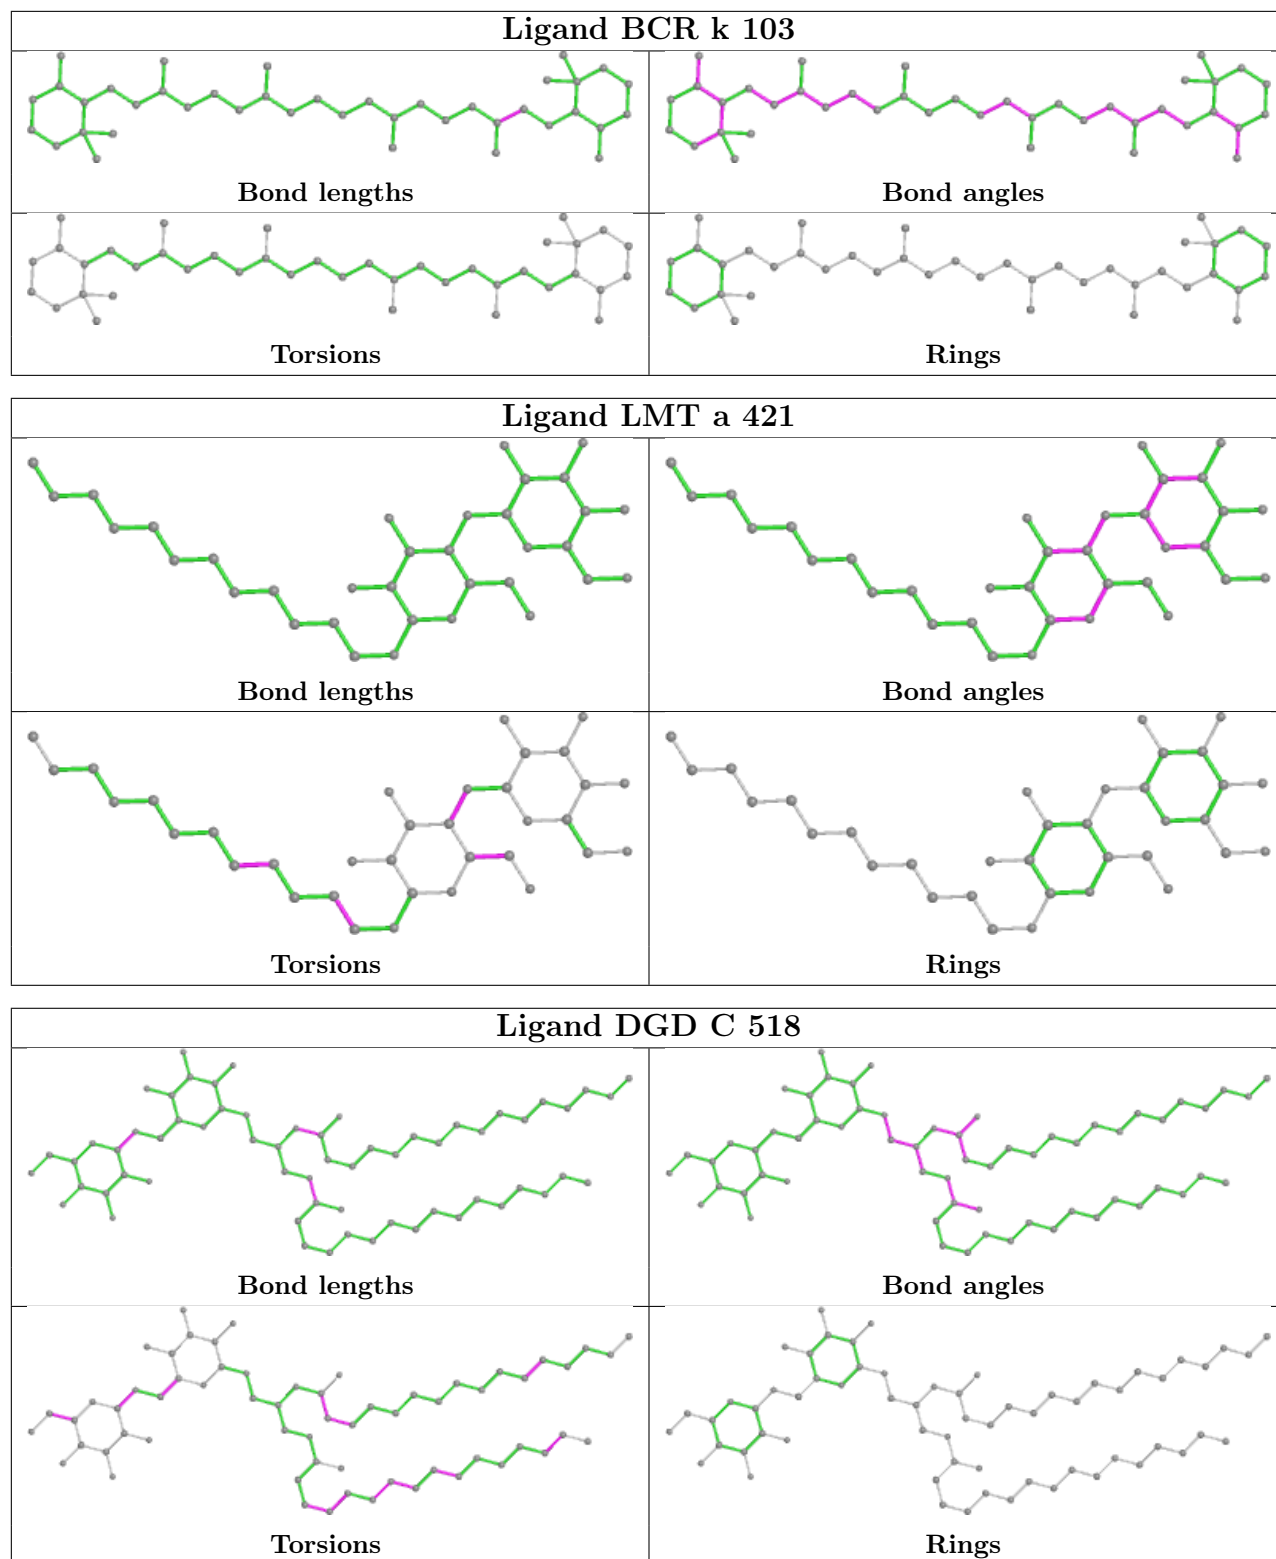 Ligand BCR k 103
Bond lengths
Bond angles
Torsions
Rings
Ligand LMT a 421
Bond lengths
Bond angles
Torsions
Rings
Ligand DGD C 518
Bond lengths
Bond angles
Torsions
Rings